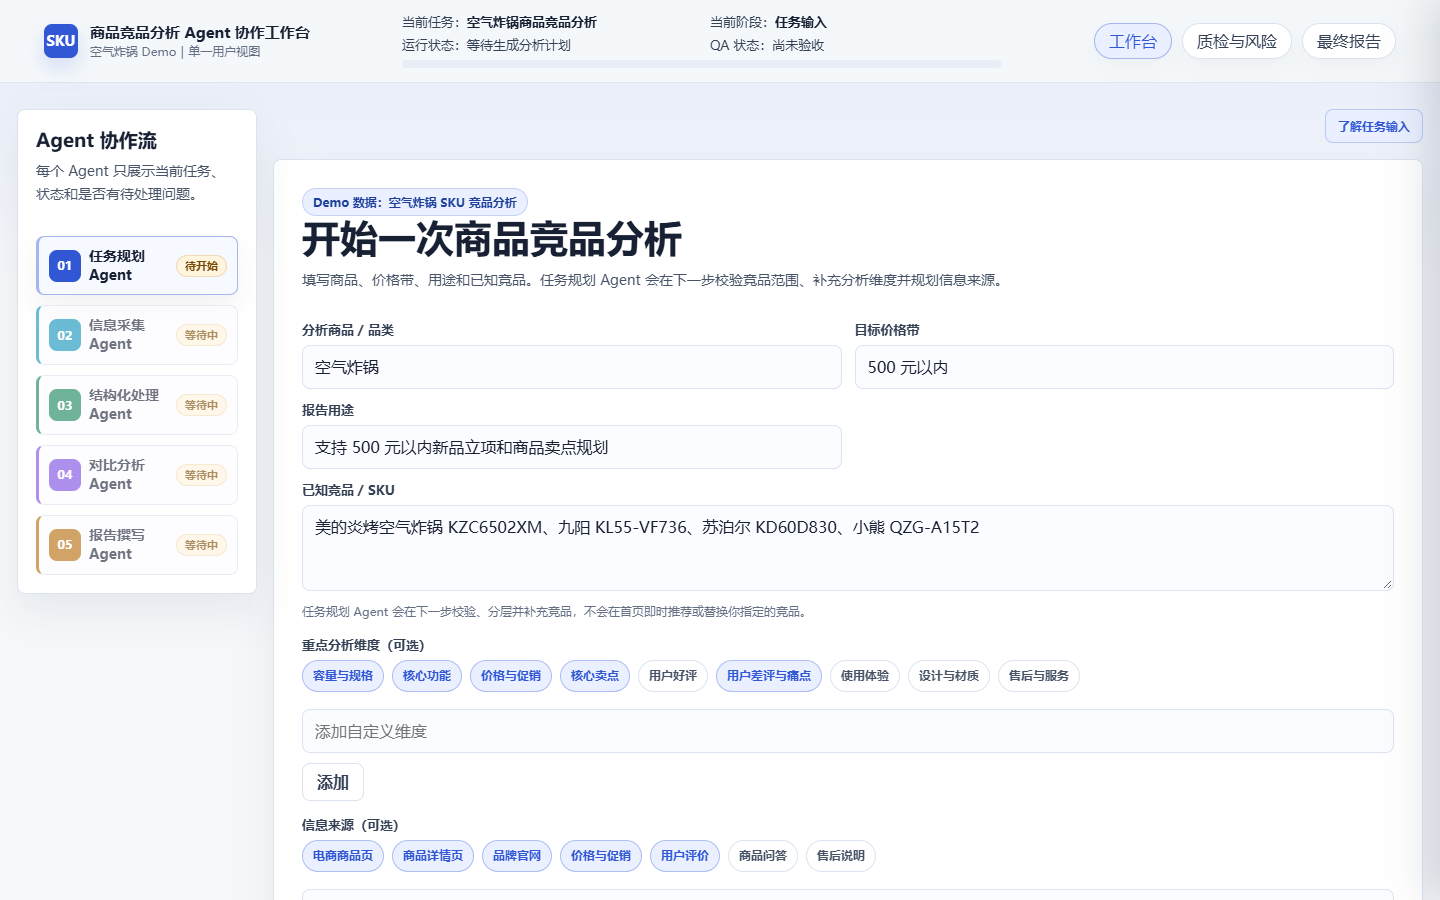 SKU
商品竞品分析 Agent 协作工作台
空气炸锅 Demo｜单一用户视图
当前任务：空气炸锅商品竞品分析
当前阶段：任务输入
运行状态：等待生成分析计划
QA 状态：尚未验收
工作台
质检与风险
最终报告
Agent 协作流
每个 Agent 只展示当前任务、
状态和是否有待处理问题。
01
任务规划
Agent
待开始
02
信息采集
Agent
等待中
03
结构化处理
Agent
等待中
04
对比分析
Agent
等待中
05
报告撰写
Agent
等待中
了解任务输入
Demo 数据：空气炸锅 SKU 竞品分析
开始一次商品竞品分析
填写商品、价格带、用途和已知竞品。任务规划 Agent 会在下一步校验竞品范围、补充分析维度并规划信息来源。
分析商品 / 品类
目标价格带
空气炸锅
500 元以内
报告用途
支持 500 元以内新品立项和商品卖点规划
已知竞品 / SKU
美的炎烤空气炸锅 KZC6502XM、九阳 KL55-VF736、苏泊尔 KD60D830、小熊 QZG-A15T2
任务规划 Agent 会在下一步校验、分层并补充竞品，不会在首页即时推荐或替换你指定的竞品。
重点分析维度（可选）
容量与规格
核心功能
价格与促销
核心卖点
用户好评
用户差评与痛点
使用体验
设计与材质
售后与服务
添加自定义维度
添加
信息来源（可选）
电商商品页
商品详情页
品牌官网
价格与促销
用户评价
商品问答
售后说明